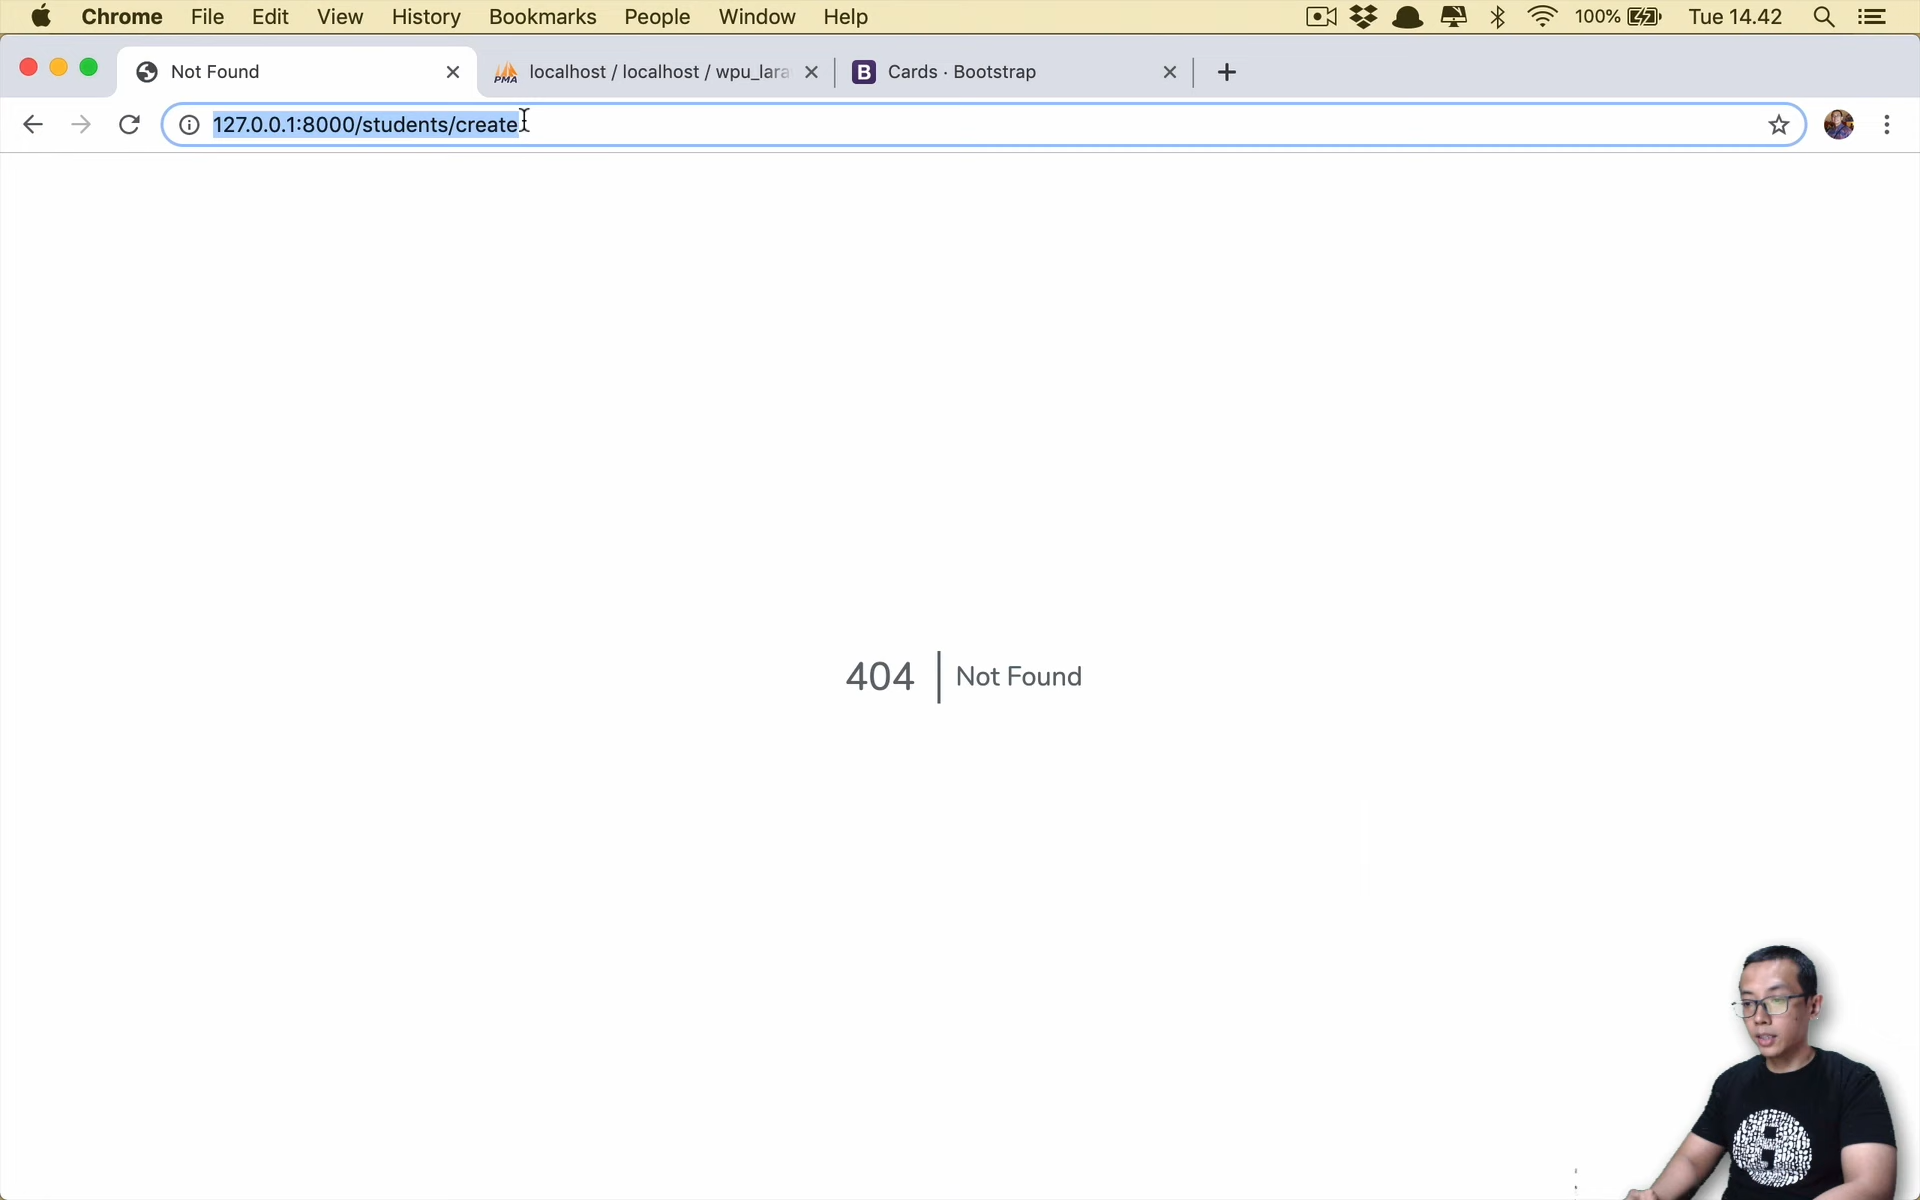 Chrome File Edit View History Bookmarks People Window Help 100% Tue 14.42
Not Found
PMA
localhost / localhost / wpu_lara
B
Cards · Bootstrap
127.0.0.1:8000/students/create
404
Not Found